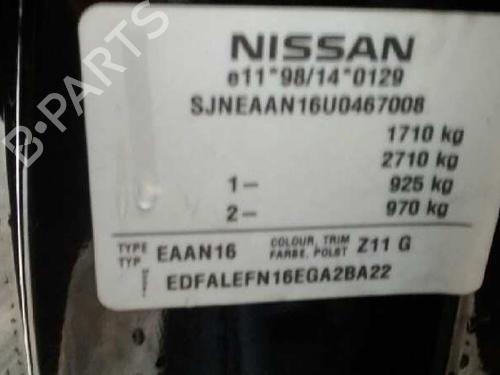 NISSAN
e11*98/14*0129
SJNEAAN16U0467008
1710 kg
2710 kg
1- 925 kg
2- 970 kg
TYPE TYP EAAN16 COLOUR, TRIM FARBE, POLST Z11 G
EDFALEFN16EGA2BA22
B-PARTS